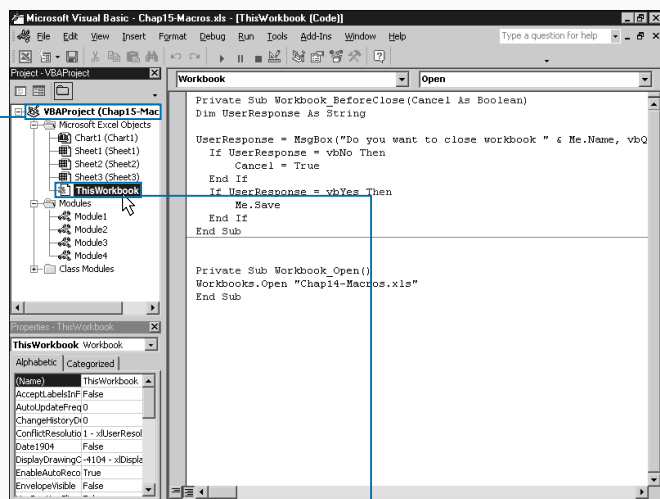 Microsoft Visual Basic - Chap15-Macros.xls - [ThisWorkbook (Code)]
File Edit View Insert Format Debug Run Tools Add-Ins Window Help
Type a question for help
Project - VBAProject
VBAProject (Chap15-Mac
Microsoft Excel Objects
Chart1 (Chart1)
Sheet1 (Sheet1)
Sheet2 (Sheet2)
Sheet3 (Sheet3)
ThisWorkbook
Modules
Module1
Module2
Module3
Module4
Class Modules
Properties - ThisWorkbook
ThisWorkbook Workbook
Alphabetic Categorized
(Name) ThisWorkbook
AcceptLabelsInF False
AutoUpdateFreq 0
ChangeHistoryD 0
ConflictResolutio 1 - xlUserResol
Date1904 False
DisplayDrawingC -4104 - xlDispla
EnableAutoReco True
EnvelopeVisible False
Workbook
Open
Private Sub Workbook_BeforeClose(Cancel As Boolean)
Dim UserResponse As String
UserResponse = MsgBox("Do you want to close workbook " & Me.Name, vbQ
If UserResponse = vbNo Then
Cancel = True
End If
If UserResponse = vbYes Then
Me.Save
End If
End Sub
Private Sub Workbook_Open()
Workbooks.Open "Chap14-Macros.xls"
End Sub